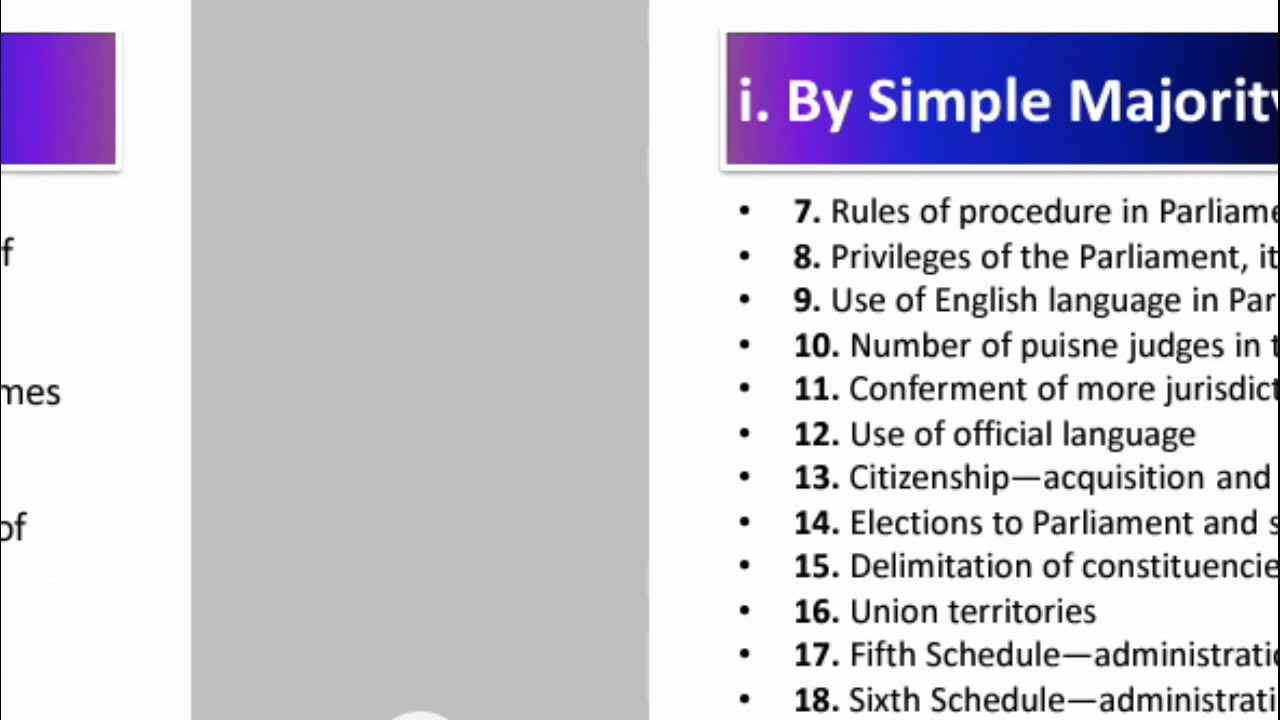 f
mes
of
i. By Simple Majority
• 7. Rules of procedure in Parliame
• 8. Privileges of the Parliament, it
• 9. Use of English language in Par
• 10. Number of puisne judges in t
• 11. Conferment of more jurisdict
• 12. Use of official language
• 13. Citizenship—acquisition and
• 14. Elections to Parliament and s
• 15. Delimitation of constituencie
• 16. Union territories
• 17. Fifth Schedule—administratio
• 18. Sixth Schedule—administrati